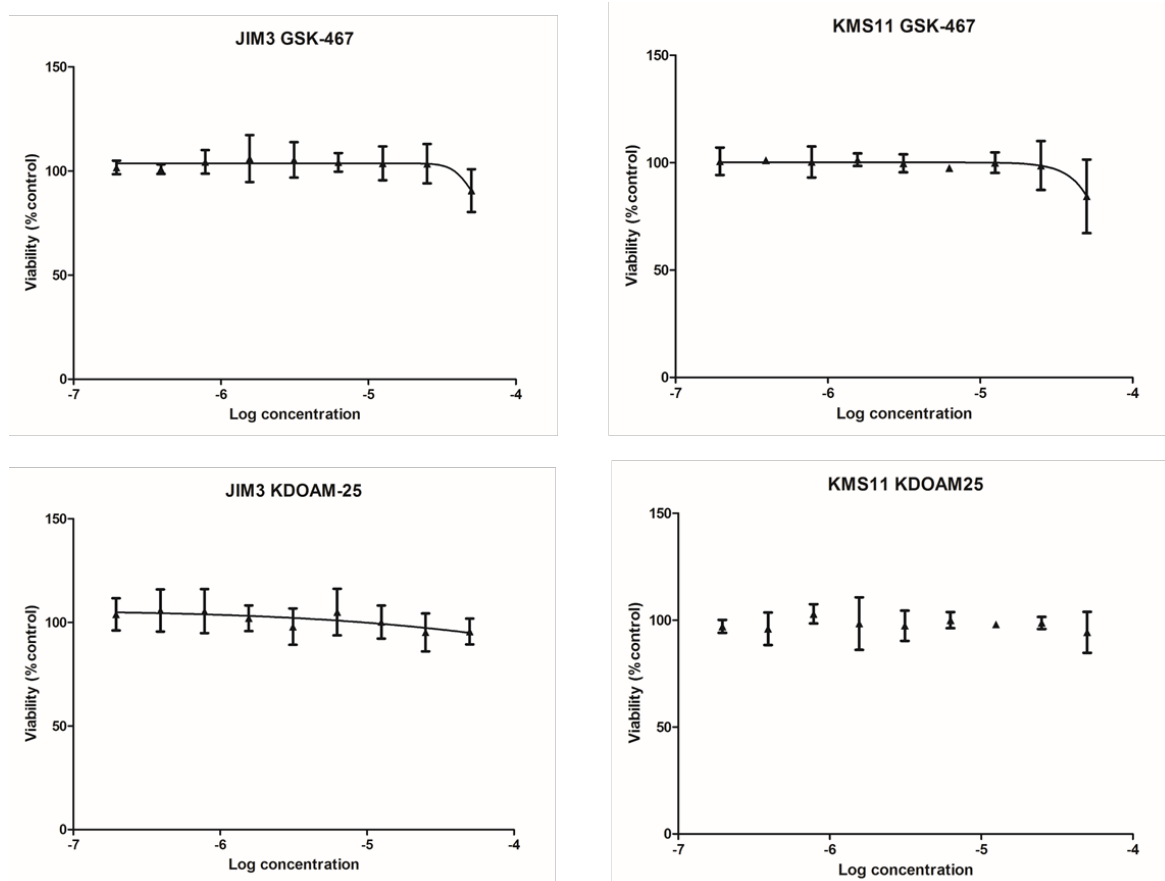 JIM3 GSK-467
150
100
50
0
-7
-6
-5
-4
Viability (%control)
Log concentration
KMS11 GSK-467
150
100
50
0
-7
-6
-5
-4
Viability (%control)
Log concentration
JIM3 KDOAM-25
150
100
50
0
-7
-6
-5
-4
Viability (%control)
Log concentration
KMS11 KDOAM25
150
100
50
0
-7
-6
-5
-4
Viability (%control)
Log concentration